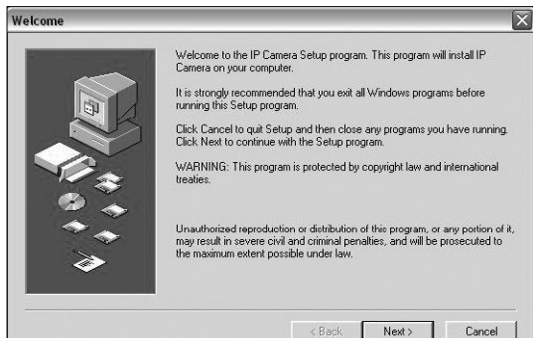 Welcome
Welcome to the IP Camera Setup program. This program will install IP
Camera on your computer.
It is strongly recommended that you exit all Windows programs before
running this Setup program.
Click Cancel to quit Setup and then close any programs you have running.
Click Next to continue with the Setup program.
WARNING: This program is protected by copyright law and international
treaties.
Unauthorized reproduction or distribution of this program, or any portion of it,
may result in severe civil and criminal penalties, and will be prosecuted to
the maximum extent possible under law.
< Back
Next >
Cancel